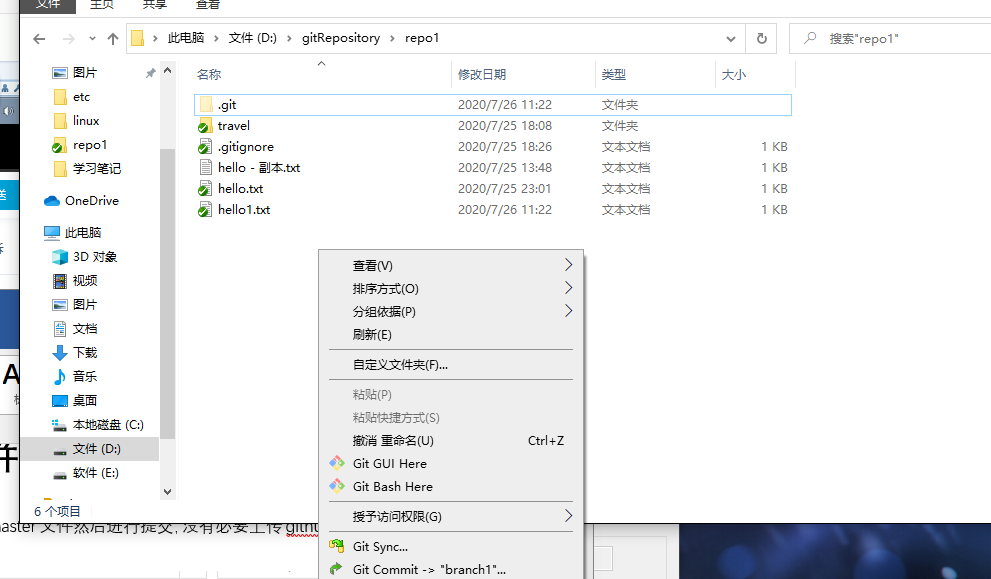 文件 主页 共享 查看
此电脑 › 文件 (D:) › gitRepository › repo1 搜索"repo1"
图片
etc
linux
repo1
学习笔记
OneDrive
此电脑
3D 对象
视频
图片
文档
下载
音乐
桌面
本地磁盘 (C:)
文件 (D:)
软件 (E:)
6 个项目
名称 修改日期 类型 大小
.git 2020/7/26 11:22 文件夹
travel 2020/7/25 18:08 文件夹
.gitignore 2020/7/25 18:26 文本文档 1 KB
hello - 副本.txt 2020/7/25 13:48 文本文档 1 KB
hello.txt 2020/7/25 23:01 文本文档 1 KB
hello1.txt 2020/7/26 11:22 文本文档 1 KB
查看(V)
排序方式(O)
分组依据(P)
刷新(E)
自定义文件夹(F)...
粘贴(P)
粘贴快捷方式(S)
撤消 重命名(U) Ctrl+Z
Git GUI Here
Git Bash Here
授予访问权限(G)
Git Sync...
Git Commit -> "branch1"...
送
A
件
aster 文件然后进行提交, 没有必要上传 gith